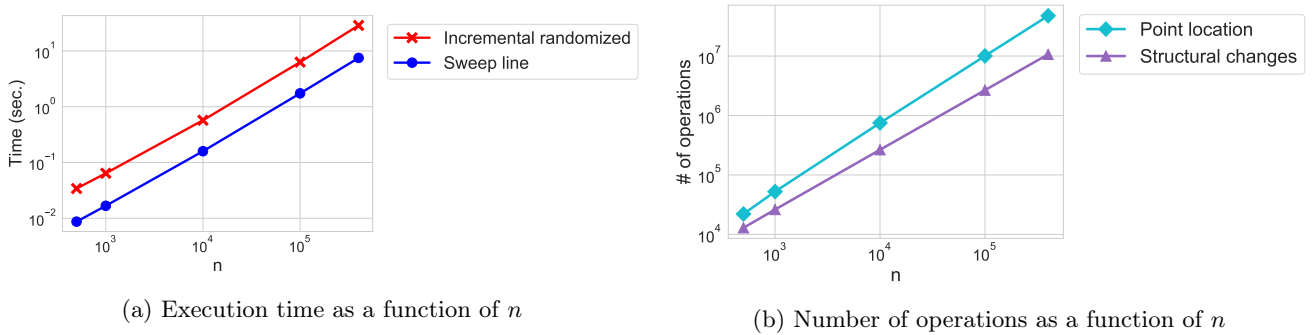 Time (sec.)
10^1
10^0
10^-1
10^-2
10^3
10^4
10^5
n
Incremental randomized
Sweep line
(a) Execution time as a function of n
# of operations
10^7
10^6
10^5
10^4
10^3
10^4
10^5
n
Point location
Structural changes
(b) Number of operations as a function of n